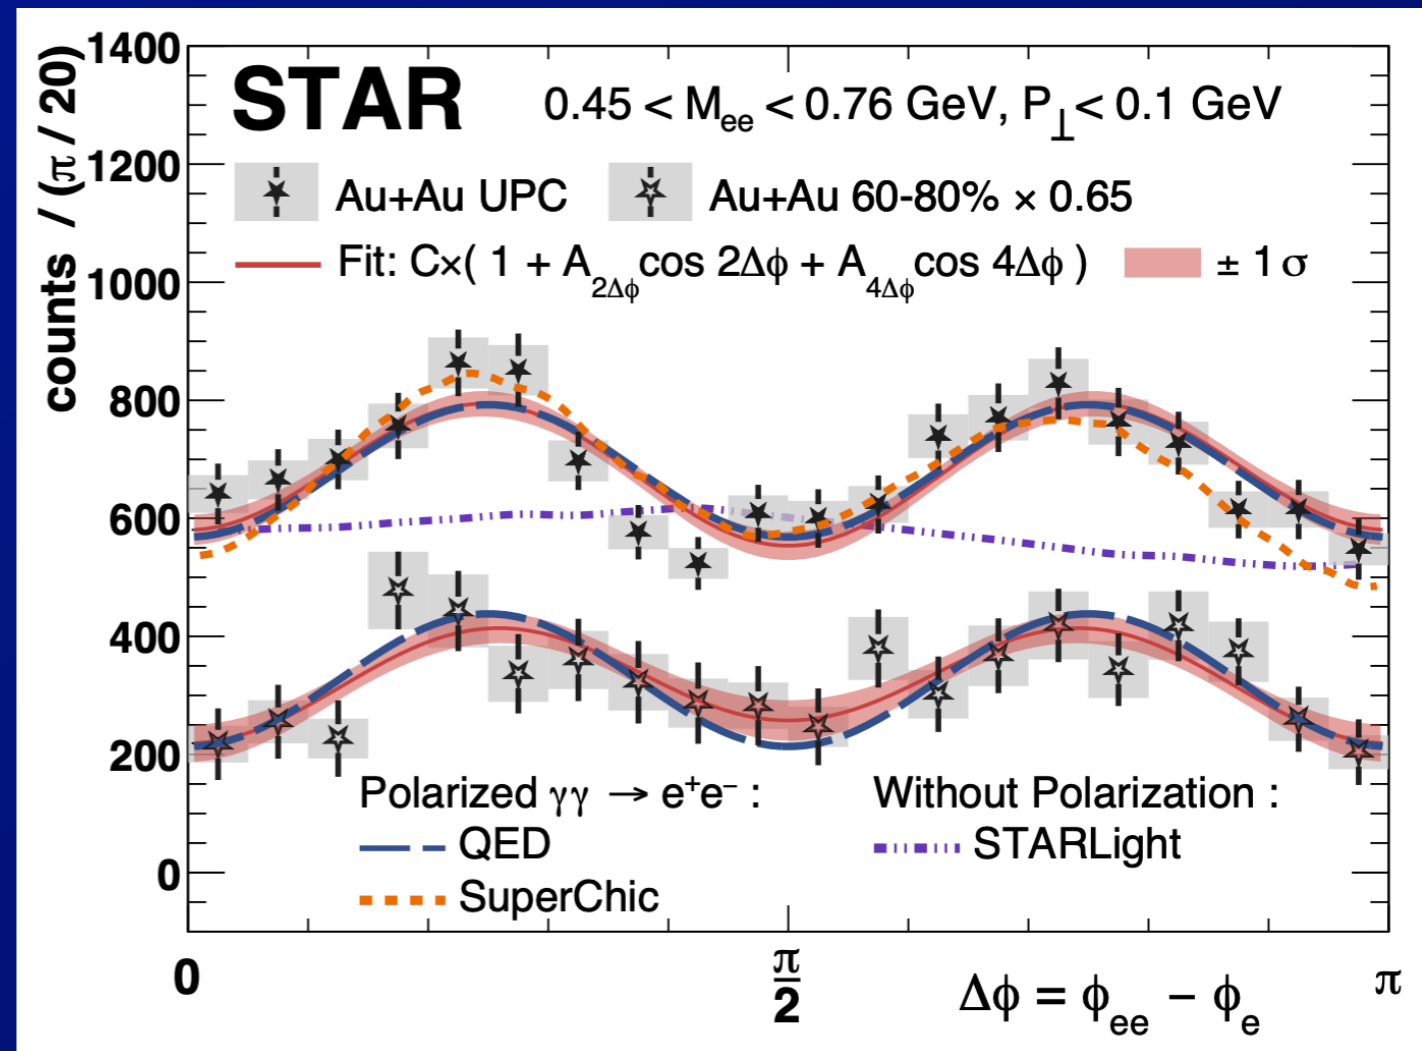 counts / (π / 20)
1400
1200
1000
800
600
400
200
0
STAR
0.45 < Mee < 0.76 GeV, P⊥ < 0.1 GeV
Au+Au UPC
Au+Au 60-80% × 0.65
Fit: C×( 1 + A2Δϕcos 2Δϕ + A4Δϕcos 4Δϕ )
± 1σ
Polarized γγ → e+e− :
QED
SuperChic
Without Polarization :
STARLight
0
π
2
π
Δϕ = ϕee − ϕe